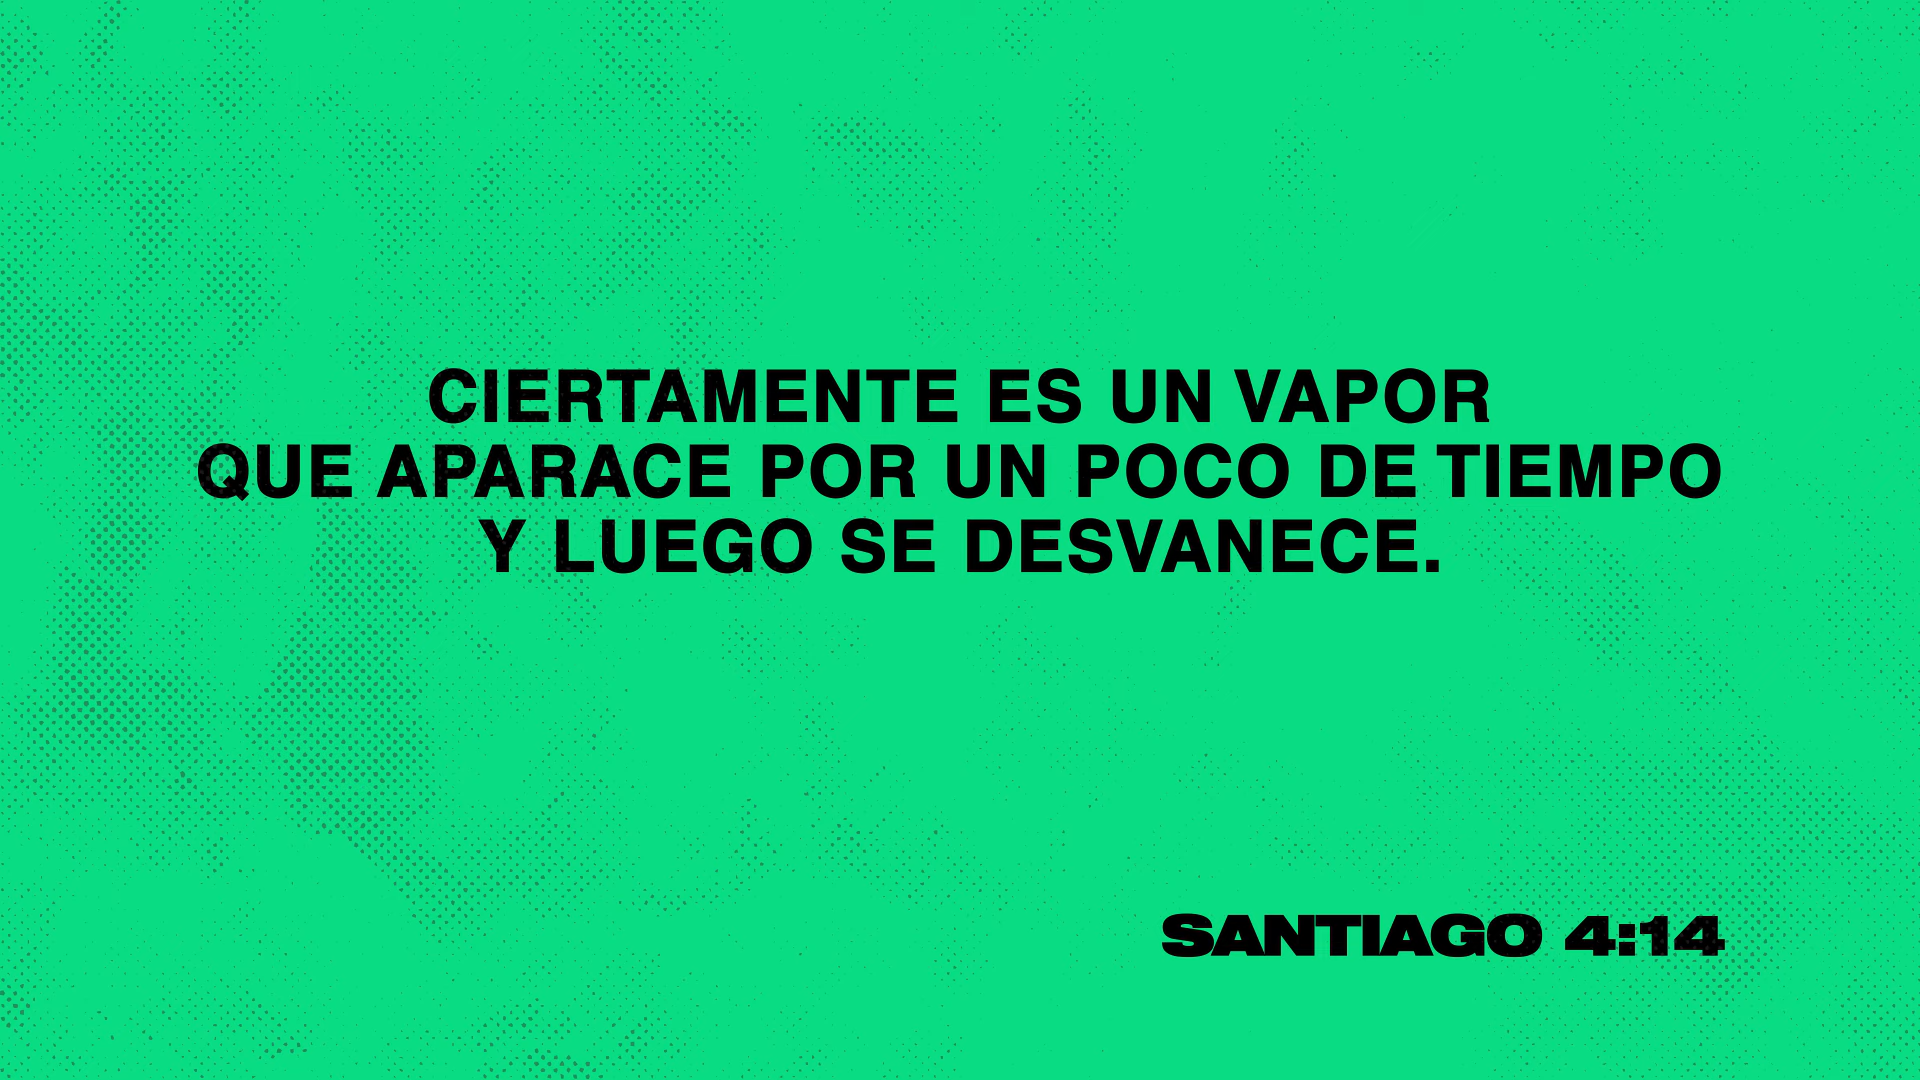 CIERTAMENTE ES UN VAPOR
QUE APARACE POR UN POCO DE TIEMPO
Y LUEGO SE DESVANECE.
SANTIAGO 4:14